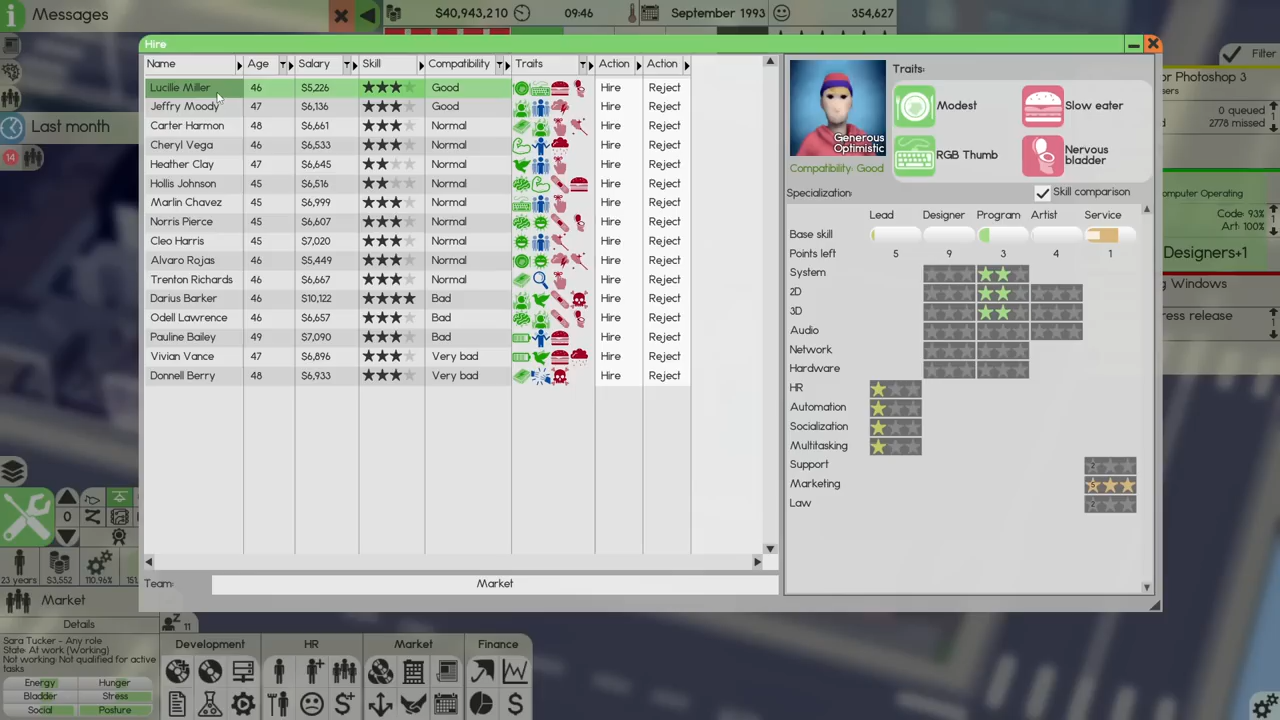 Messages
$40,943,210
09:46
September 1993
354,627
Hire
Filter
Name
Age
Salary
Skill
Compatibility
Traits
Action
Action
Lucille Miller 46 $5,226 Good Hire Reject
Jeffry Moody 47 $6,136 Good Hire Reject
Carter Harmon 48 $6,661 Normal Hire Reject
Cheryl Vega 46 $6,533 Normal Hire Reject
Heather Clay 47 $6,645 Normal Hire Reject
Hollis Johnson 45 $6,516 Normal Hire Reject
Marlin Chavez 45 $6,999 Normal Hire Reject
Norris Pierce 45 $6,607 Normal Hire Reject
Cleo Harris 45 $7,020 Normal Hire Reject
Alvaro Rojas 46 $5,449 Normal Hire Reject
Trenton Richards 46 $6,667 Normal Hire Reject
Darius Barker 46 $10,122 Bad Hire Reject
Odell Lawrence 46 $6,657 Bad Hire Reject
Pauline Bailey 49 $7,090 Bad Hire Reject
Vivian Vance 47 $6,896 Very bad Hire Reject
Donnell Berry 48 $6,933 Very bad Hire Reject
Team:
Market
Generous
Optimistic
Compatibility: Good
Traits:
Modest
Slow eater
RGB Thumb
Nervous
bladder
Specialization:
Skill comparison
Lead Designer Program Artist Service
Base skill
Points left 5 9 3 4 1
System
2D
3D
Audio
Network
Hardware
HR
Automation
Socialization
Multitasking
Support
Marketing
Law
or Photoshop 3
0 queued
2778 missed
omputer Operating
Code: 93%
Art: 100%
Designers+1
g Windows
ress release
Last month
14
0
23 years
$3,552
110.96%
Market
Details
Sara Tucker - Any role
State: At work (Working)
Not working: Not qualified for active
tasks
Energy
Hunger
Bladder
Stress
Social
Posture
11
Development
HR
Market
Finance